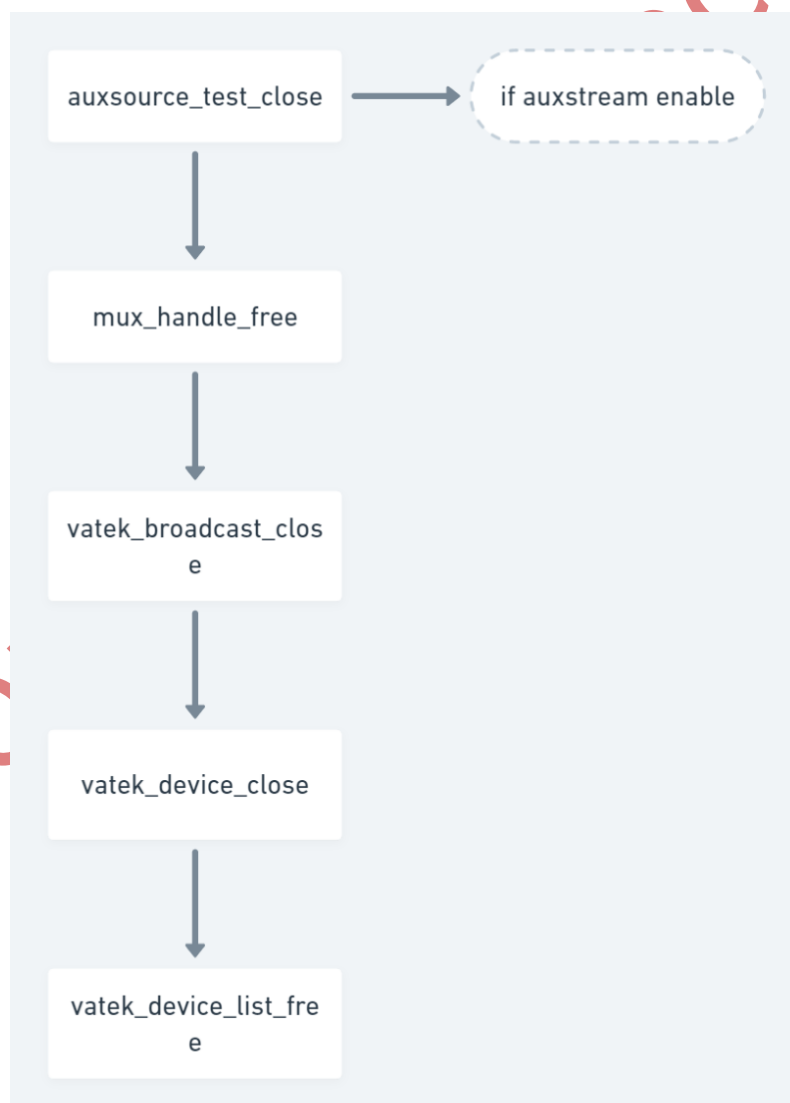 auxsource_test_close
if auxstream enable
mux_handle_free
vatek_broadcast_clos
e
vatek_device_close
vatek_device_list_fre
e